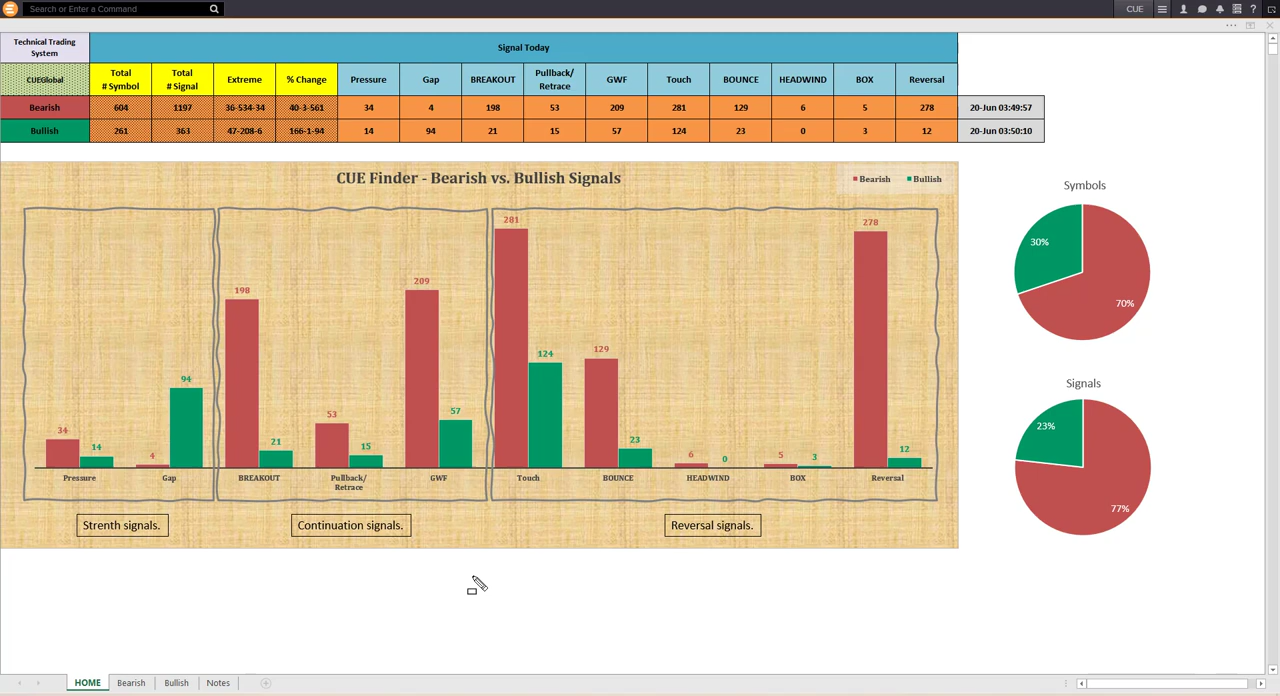 Search or Enter a Command
CUE
?
Technical Trading System
Signal Today
CUEGlobal
Total # Symbol
Total # Signal
Extreme
% Change
Pressure
Gap
BREAKOUT
Pullback/ Retrace
GWF
Touch
BOUNCE
HEADWIND
BOX
Reversal
Bearish 604 1197 36-534-34 40-3-561 34 4 198 53 209 281 129 6 5 278 20-Jun 03:49:57
Bullish 261 363 47-208-6 166-1-94 14 94 21 15 57 124 23 0 3 12 20-Jun 03:50:10
CUE Finder - Bearish vs. Bullish Signals
Bearish Bullish
34 14 4 94 198 21 53 15 209 57 281 124 129 23 6 0 5 3 278 12
Pressure Gap BREAKOUT Pullback/ GWF Touch BOUNCE HEADWIND BOX Reversal
Retrace
Strenth signals. Continuation signals. Reversal signals.
Symbols
30%
70%
Signals
23%
77%
HOME Bearish Bullish Notes